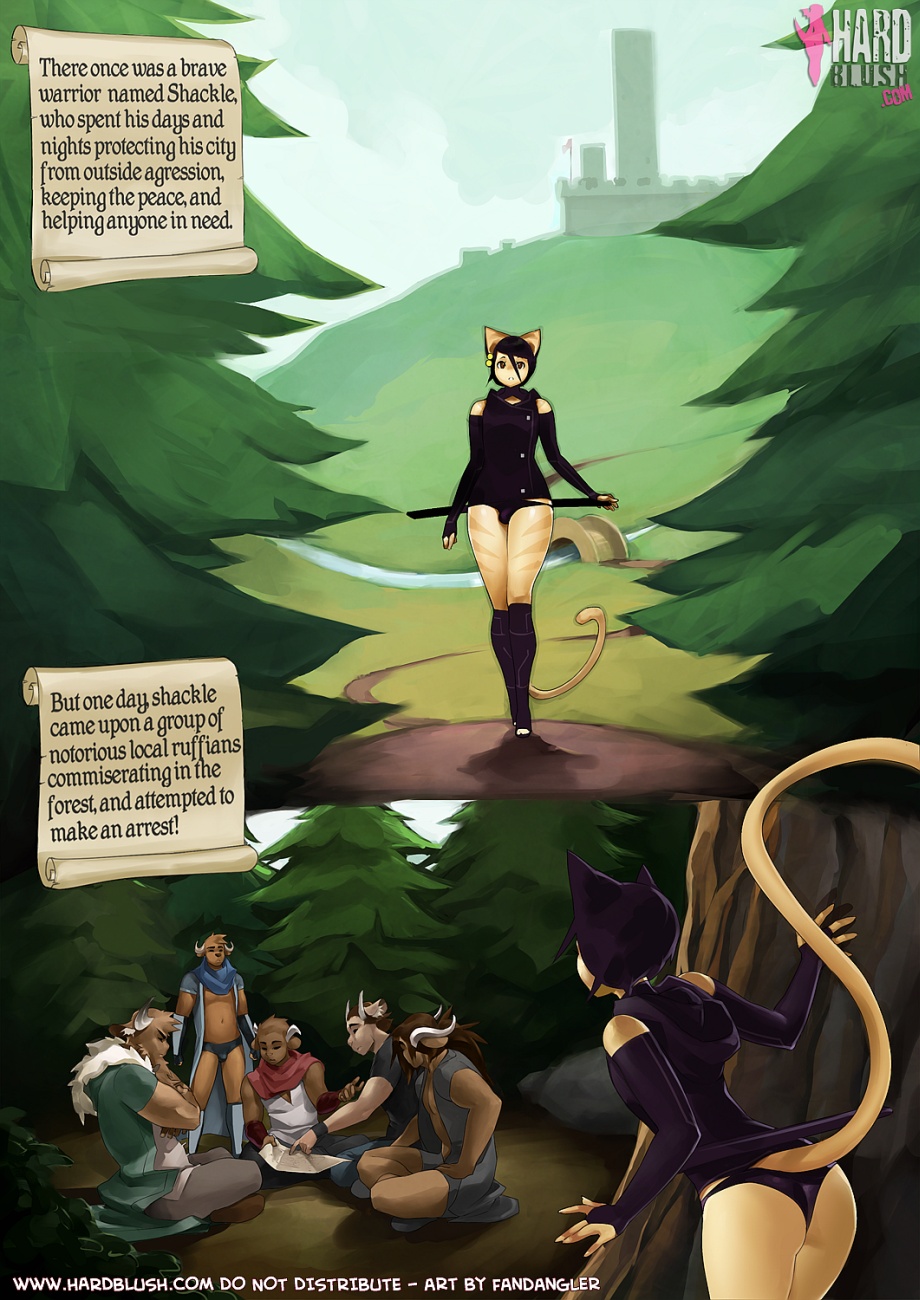 There once was a brave
warrior named Shackle,
who spent his days and
nights protecting his city
from outside agression,
keeping the peace, and
helping anyone in need.
HARD
BLUSH
.COM
But one day, shackle
came upon a group of
notorious local ruffians
commiserating in the
forest, and attempted to
make an arrest!
WWW.HARDBLUSH.COM DO NOT DISTRIBUTE - ART BY FANDANGLER